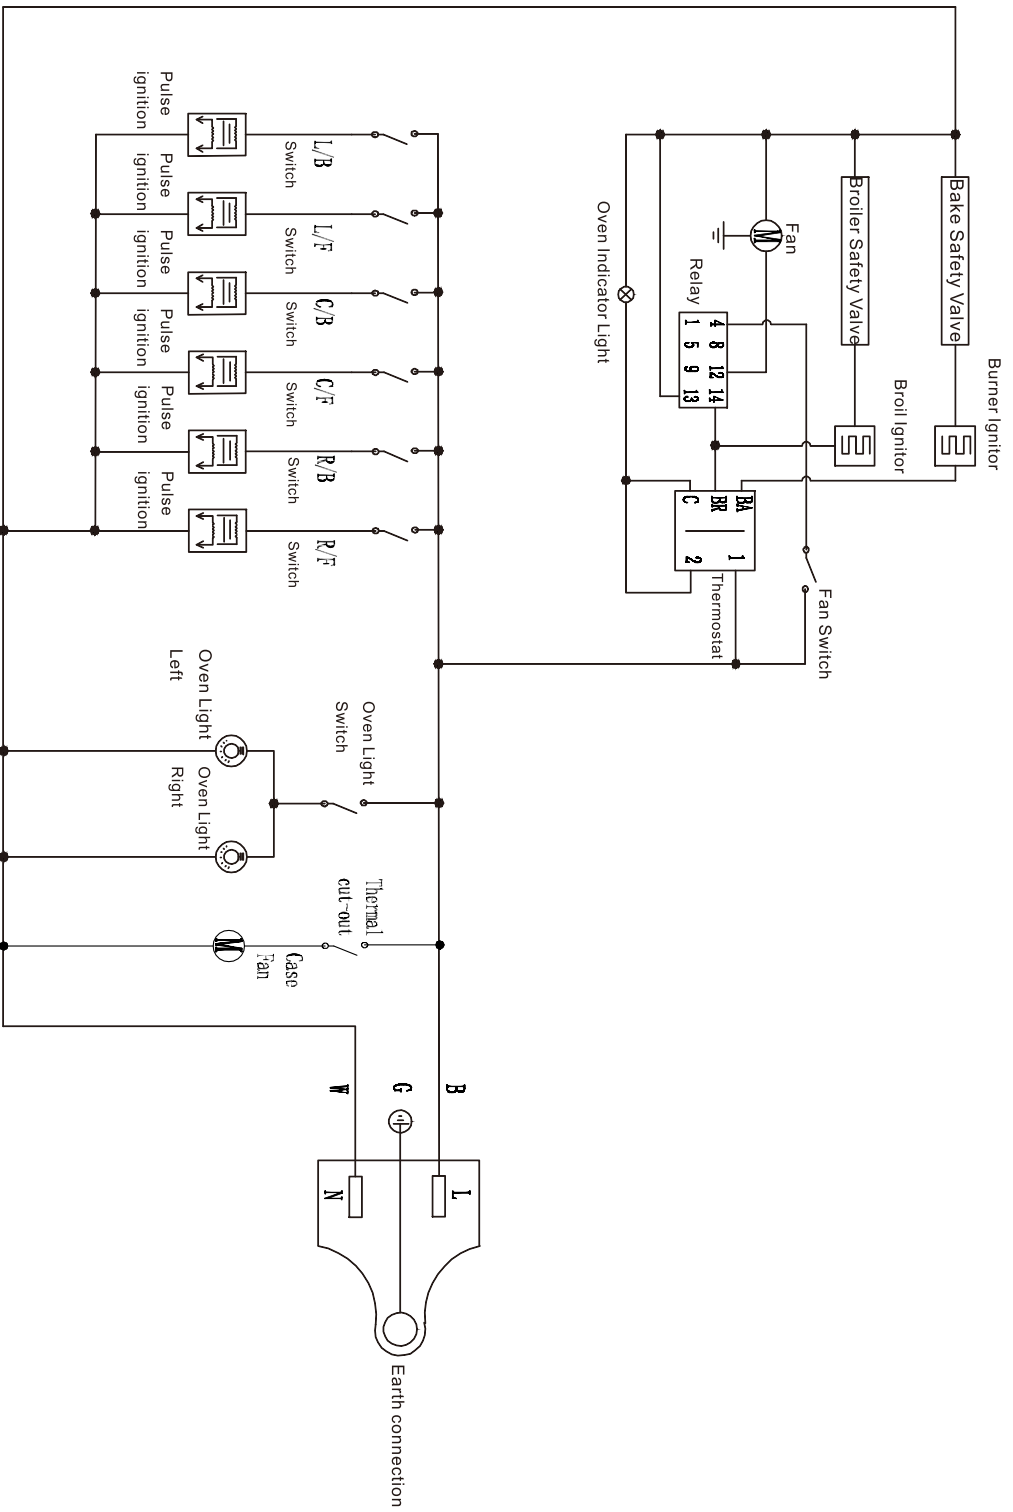 Burner Ignitor
Bake Safety Valve
Broil Ignitor
Broiler Safety Valve
Fan Switch
Fan
M
Relay
4 8 12 14
1 5 9 13
BA
BR
C
1
2
Thermostat
Oven Indicator Light
B
L
G
Earth connection
W
N
Thermal
cut-out
Case
Fan
M
Oven Light
Switch
Oven Light
Left
Oven Light
Right
L/B
Switch
L/F
Switch
C/B
Switch
C/F
Switch
R/B
Switch
R/F
Switch
Pulse
ignition
Pulse
ignition
Pulse
ignition
Pulse
ignition
Pulse
ignition
Pulse
ignition